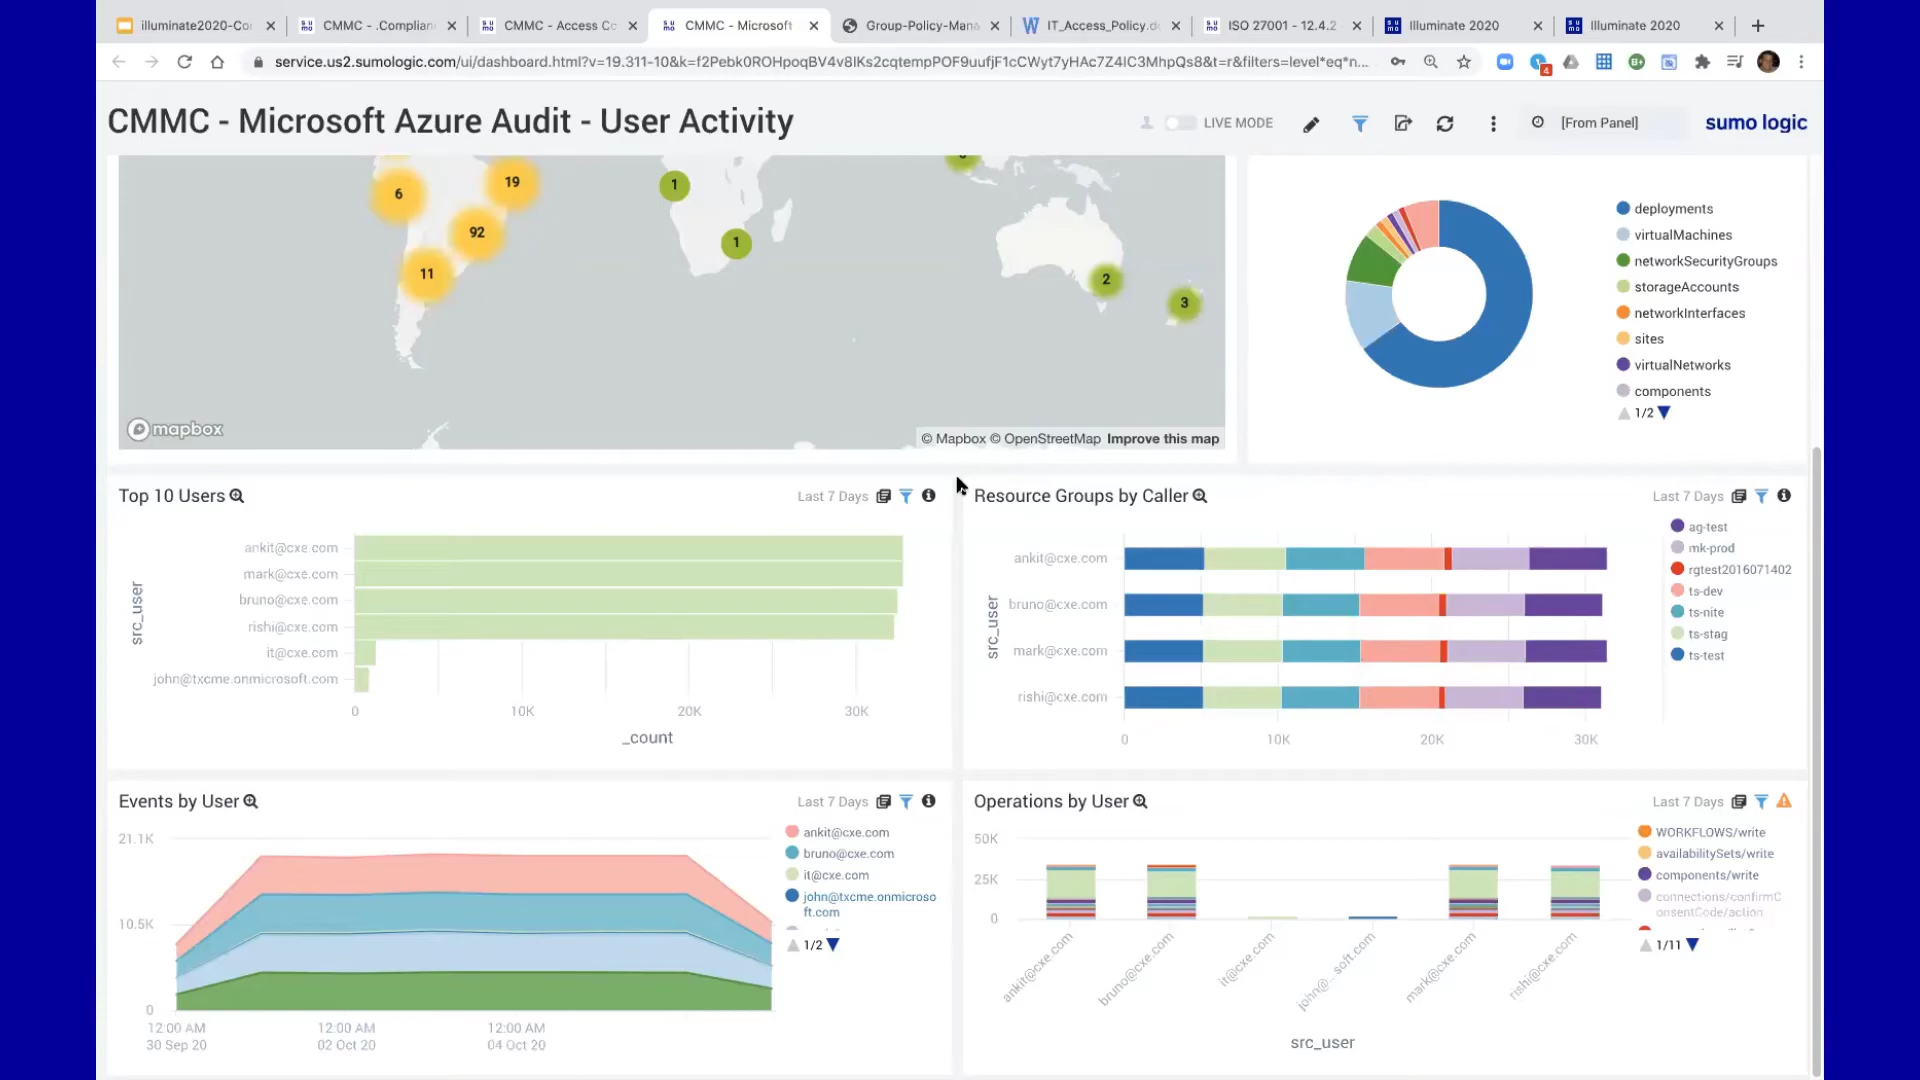 illuminate2020-Co
CMMC - .Complian
CMMC - Access Co
CMMC - Microsoft
Group-Policy-Mana
IT_Access_Policy.d
ISO 27001 - 12.4.2
Illuminate 2020
Illuminate 2020
service.us2.sumologic.com/ui/dashboard.html?v=19.311-10&k=f2Pebk0ROHpoqBV4v8IKs2cqtempPOF9uufjF1cCWyt7yHAc7Z4IC3MhpQs8&t=r&filters=level*eq*n...
4
CMMC - Microsoft Azure Audit - User Activity
LIVE MODE
[From Panel]
sumo logic
6
19
92
11
1
1
2
3
mapbox
© Mapbox © OpenStreetMap Improve this map
deployments
virtualMachines
networkSecurityGroups
storageAccounts
networkInterfaces
sites
virtualNetworks
components
1/2
Top 10 Users
Last 7 Days
src_user
ankit@cxe.com
mark@cxe.com
bruno@cxe.com
rishi@cxe.com
it@cxe.com
john@txcme.onmicrosoft.com
0
10K
20K
30K
_count
Resource Groups by Caller
Last 7 Days
src_user
ankit@cxe.com
bruno@cxe.com
mark@cxe.com
rishi@cxe.com
0
10K
20K
30K
ag-test
mk-prod
rgtest2016071402
ts-dev
ts-nite
ts-stag
ts-test
Events by User
Last 7 Days
21.1K
10.5K
0
12:00 AM
30 Sep 20
12:00 AM
02 Oct 20
12:00 AM
04 Oct 20
ankit@cxe.com
bruno@cxe.com
it@cxe.com
john@txcme.onmicroso
ft.com
1/2
Operations by User
Last 7 Days
50K
25K
0
ankit@cxe.com
bruno@cxe.com
it@cxe.com
john@...soft.com
mark@cxe.com
rishi@cxe.com
src_user
WORKFLOWS/write
availabilitySets/write
components/write
connections/confirmC
onsentCode/action
1/11